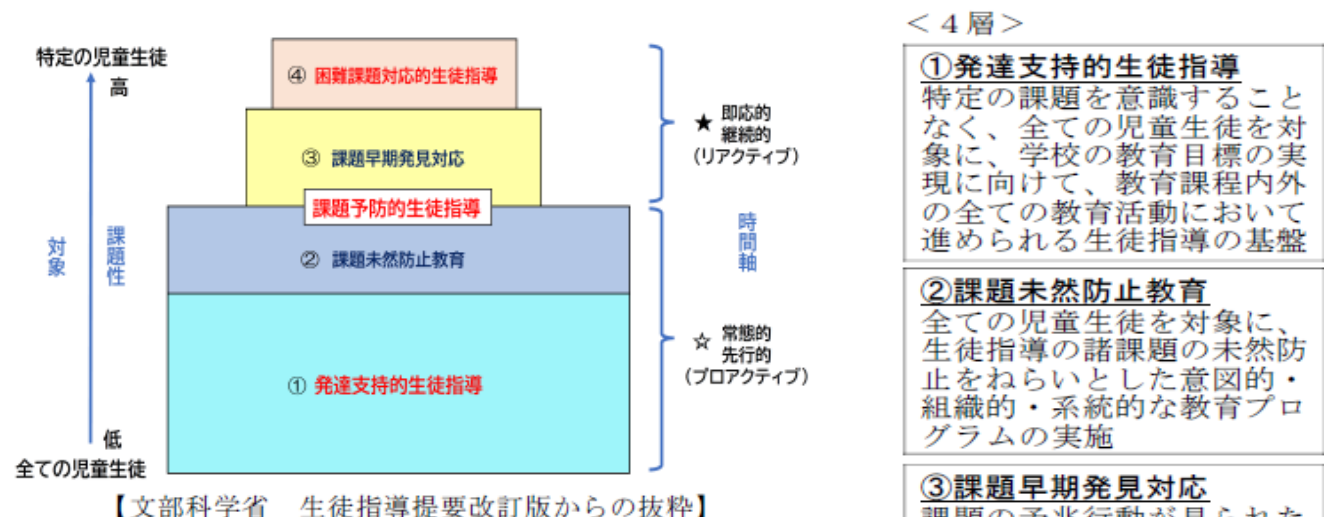 特定の児童生徒
高
対象
課題性
低
全ての児童生徒
④ 困難課題対応的生徒指導
③ 課題早期発見対応
課題予防的生徒指導
② 課題未然防止教育
① 発達支持的生徒指導
★ 即応的
継続的
(リアクティブ)
時間軸
☆ 常態的
先行的
(プロアクティブ)
【文部科学省 生徒指導提要改訂版からの抜粋】
<4層>
①発達支持的生徒指導
特定の課題を意識すること
なく、全ての児童生徒を対
象に、学校の教育目標の実
現に向けて、教育課程内外
の全ての教育活動において
進められる生徒指導の基盤
②課題未然防止教育
全ての児童生徒を対象に、
生徒指導の諸課題の未然防
止をねらいとした意図的・
組織的・系統的な教育プロ
グラムの実施
③課題早期発見対応
課題の予兆行動が見られた